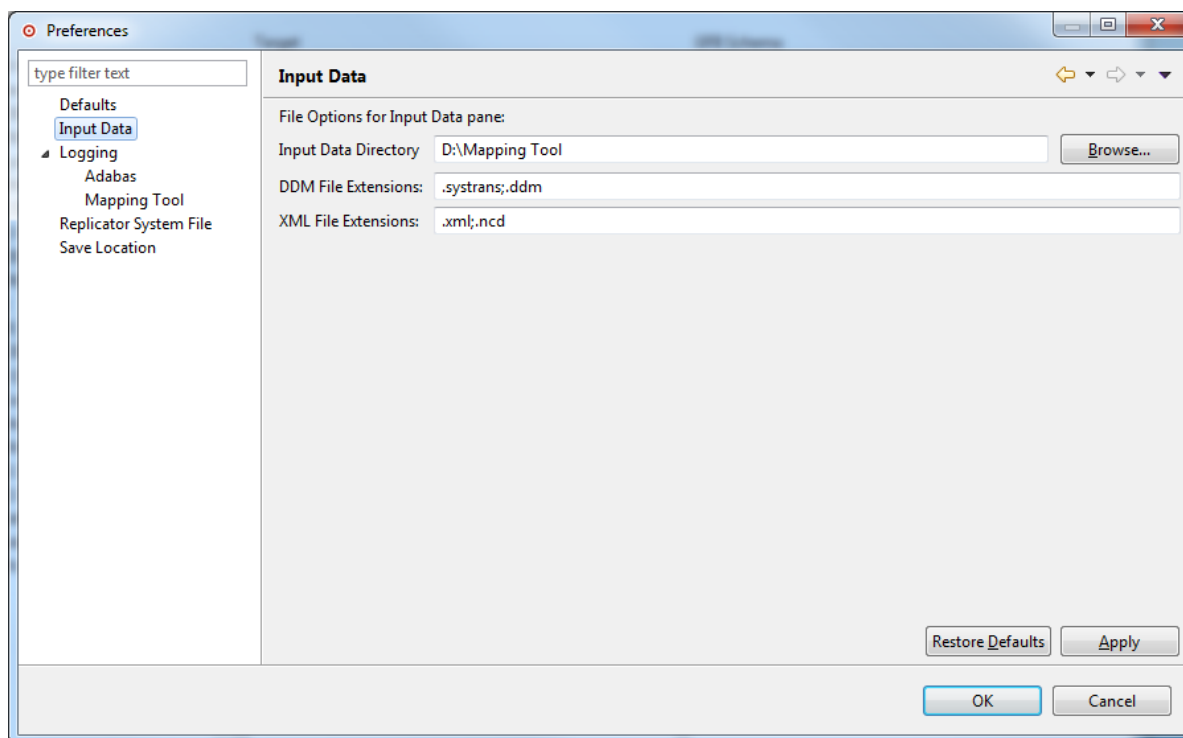 Preferences
type filter text
Defaults
Input Data
Logging
Adabas
Mapping Tool
Replicator System File
Save Location
Input Data
File Options for Input Data pane:
Input Data Directory D:\Mapping Tool Browse...
DDM File Extensions: .systrans;.ddm
XML File Extensions: .xml;.ncd
Restore Defaults Apply
OK Cancel